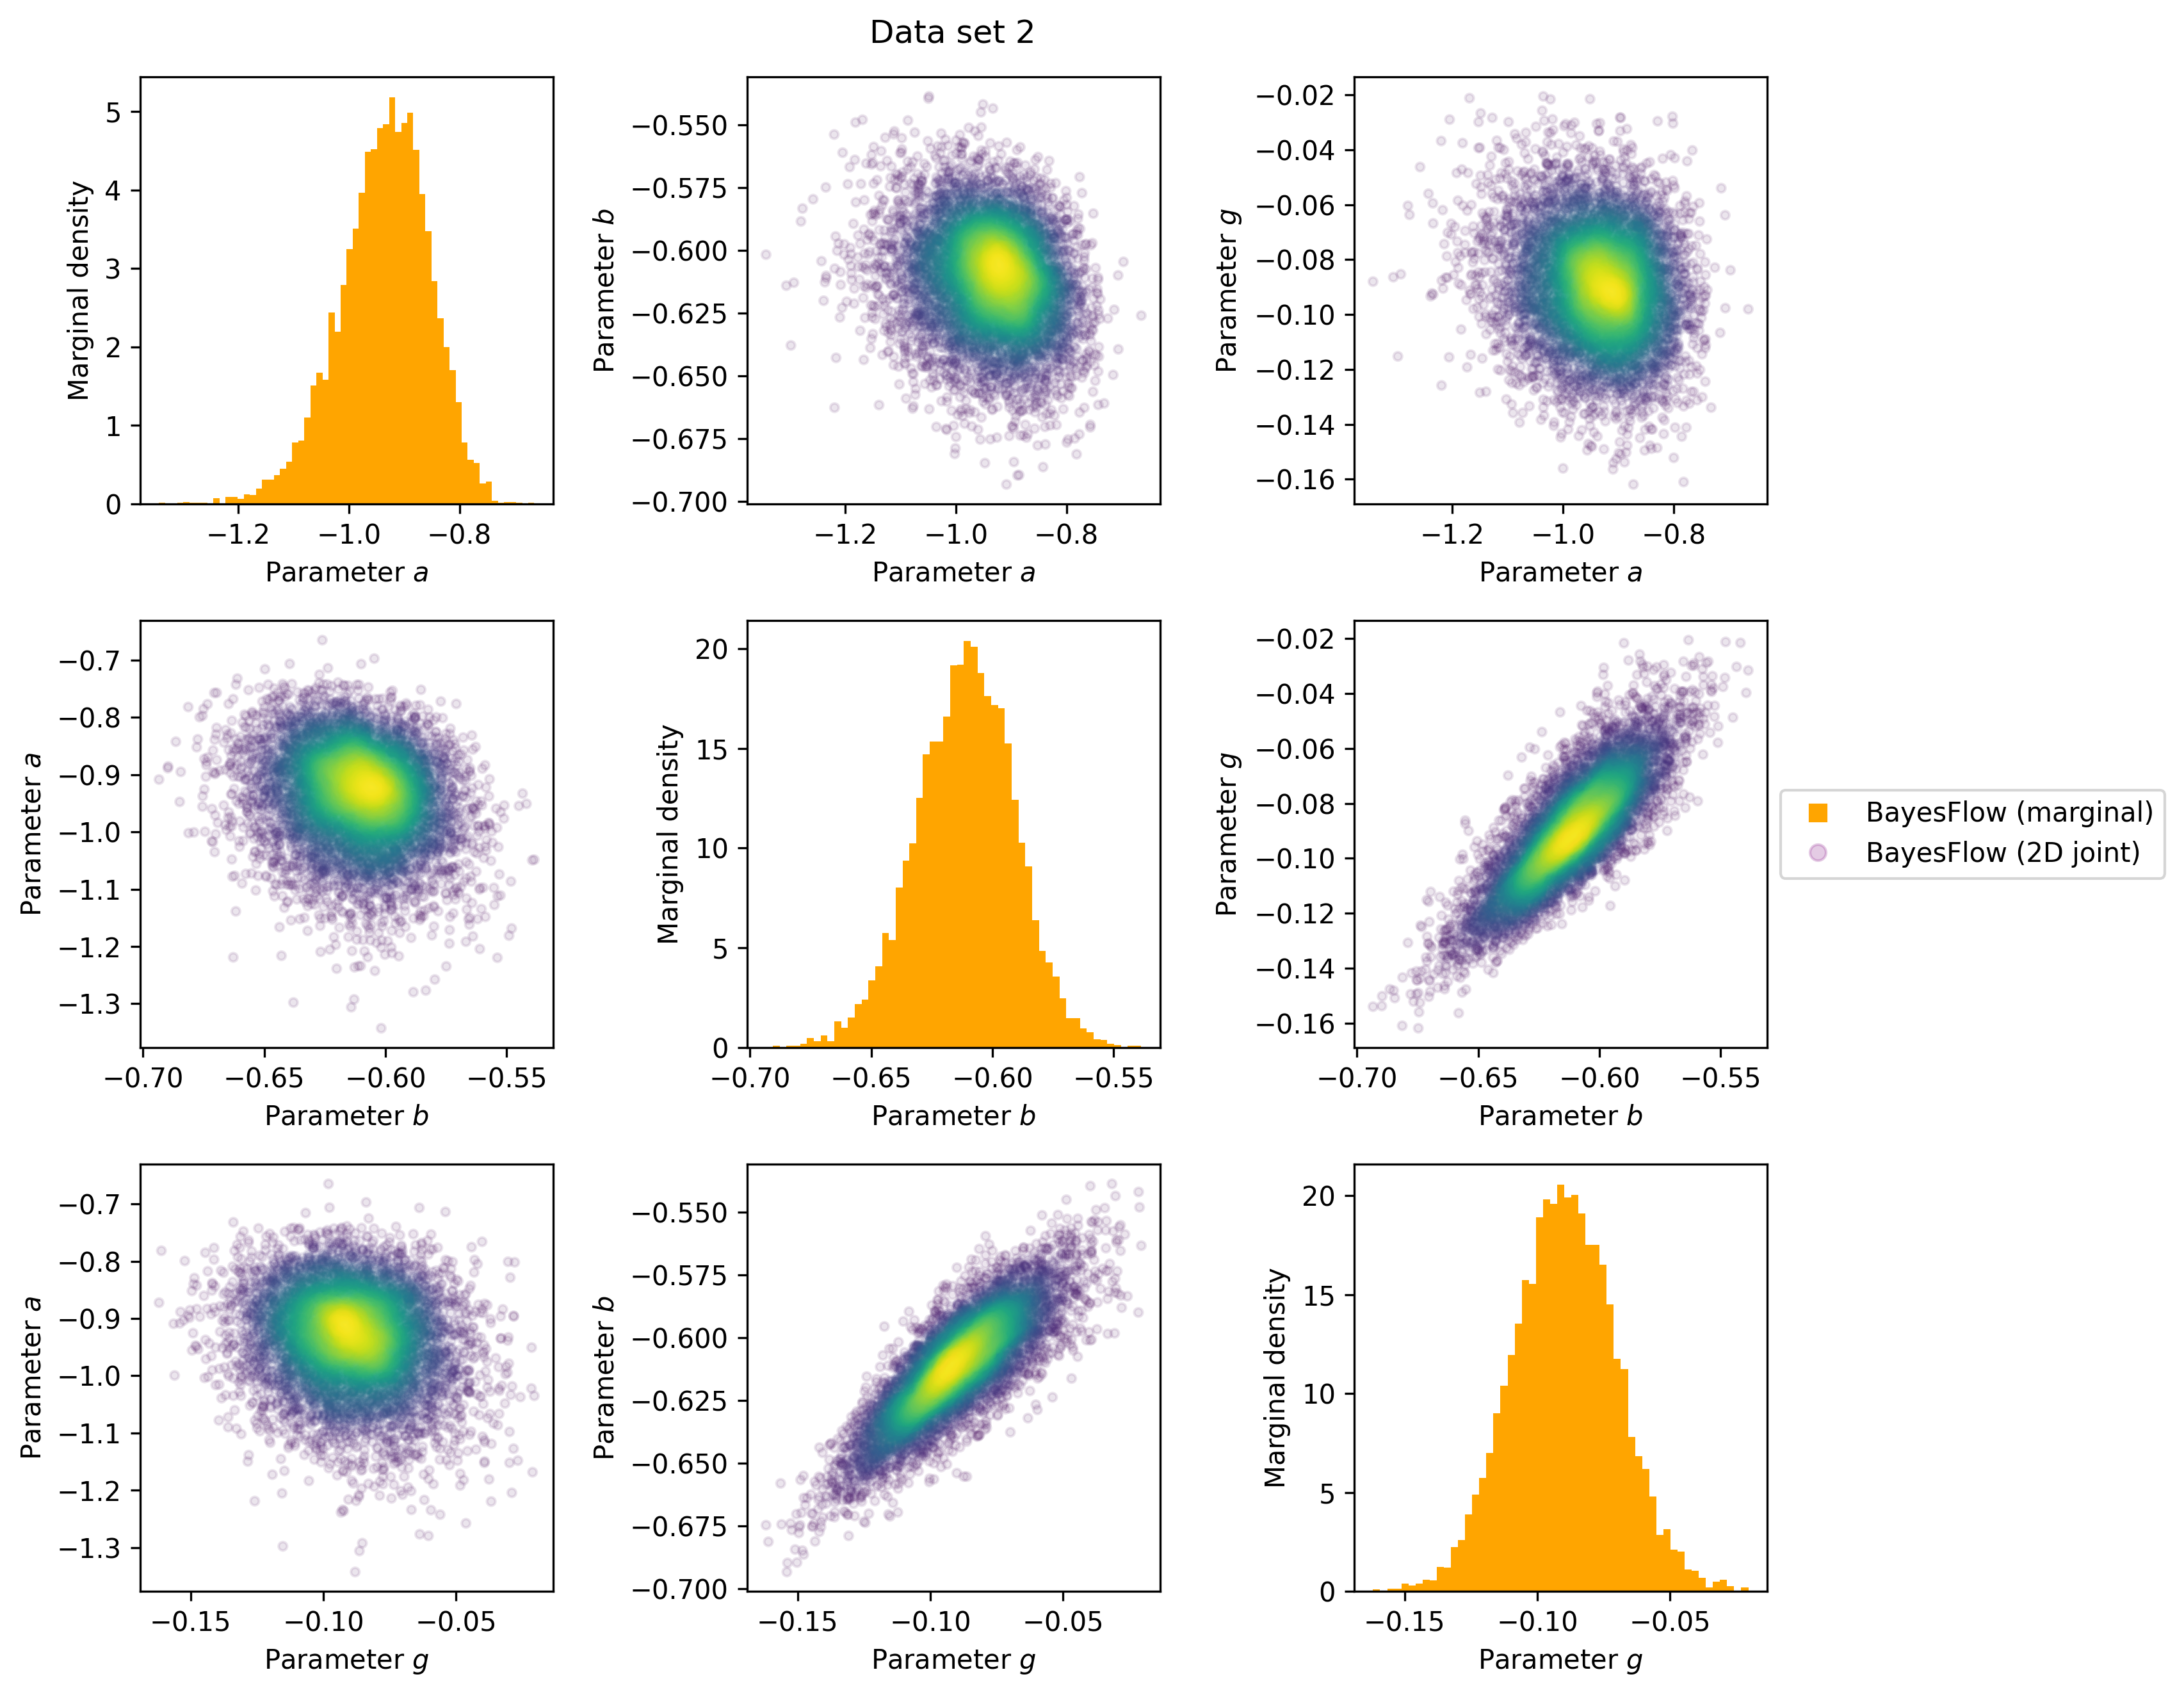 Data set 2
5
4
3
2
1
0
Marginal density
−1.2 −1.0 −0.8
Parameter a
−0.550
−0.575
−0.600
−0.625
−0.650
−0.675
−0.700
Parameter b
−1.2 −1.0 −0.8
Parameter a
−0.02
−0.04
−0.06
−0.08
−0.10
−0.12
−0.14
−0.16
Parameter g
−1.2 −1.0 −0.8
Parameter a
−0.7
−0.8
−0.9
−1.0
−1.1
−1.2
−1.3
Parameter a
−0.70 −0.65 −0.60 −0.55
Parameter b
20
15
10
5
0
Marginal density
−0.70 −0.65 −0.60 −0.55
Parameter b
−0.02
−0.04
−0.06
−0.08
−0.10
−0.12
−0.14
−0.16
Parameter g
−0.70 −0.65 −0.60 −0.55
Parameter b
BayesFlow (marginal)
BayesFlow (2D joint)
−0.7
−0.8
−0.9
−1.0
−1.1
−1.2
−1.3
Parameter a
−0.15 −0.10 −0.05
Parameter g
−0.550
−0.575
−0.600
−0.625
−0.650
−0.675
−0.700
Parameter b
−0.15 −0.10 −0.05
Parameter g
20
15
10
5
0
Marginal density
−0.15 −0.10 −0.05
Parameter g